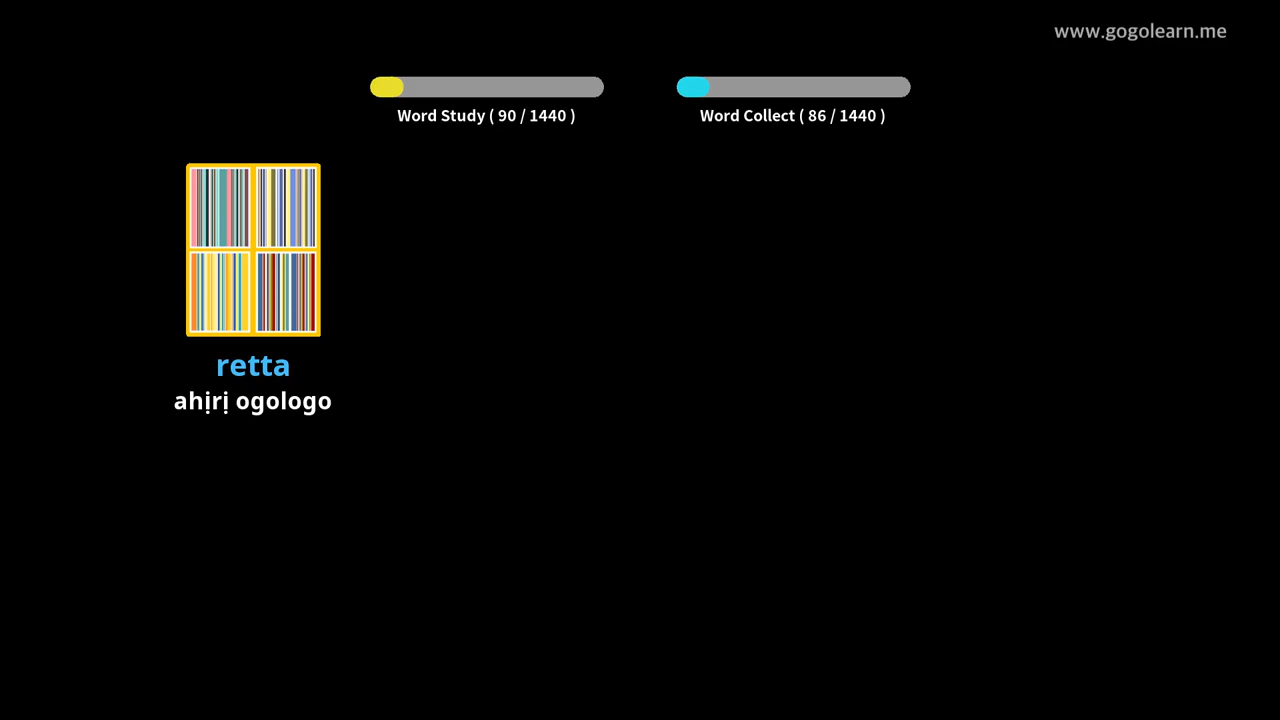 www.gogolearn.me
Word Study ( 90 / 1440 )
Word Collect ( 86 / 1440 )
retta
ahịrị ogologo